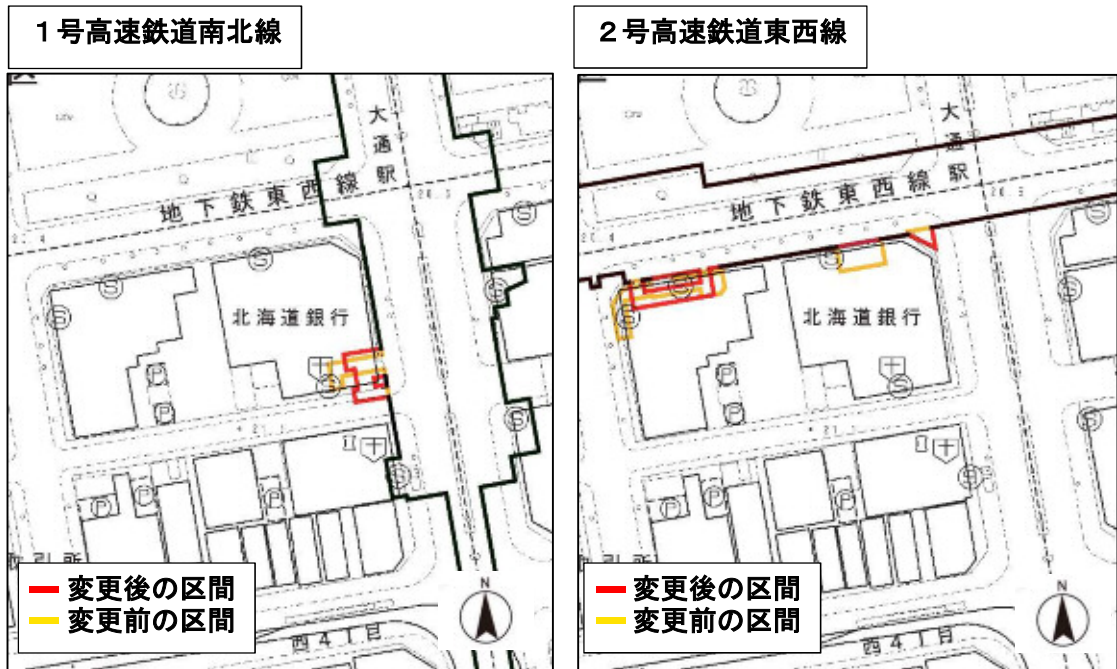 １号高速鉄道南北線
２号高速鉄道東西線
大通駅
地下鉄東西線
北海道銀行
西4丁目
変更後の区間
変更前の区間
N
大通駅
地下鉄東西線
北海道銀行
西4丁目
変更後の区間
変更前の区間
N
S
S
S
S
S
S
P
P
P
P
S
S
S
S
S
S
P
P
P
P